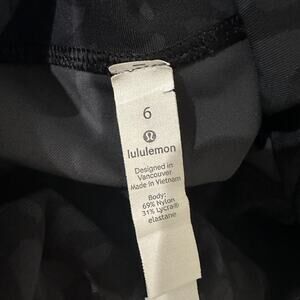 6
lululemon
Designed in
Vancouver
Made in Vietnam
Body:
69% Nylon
31% Lycra®
elastane